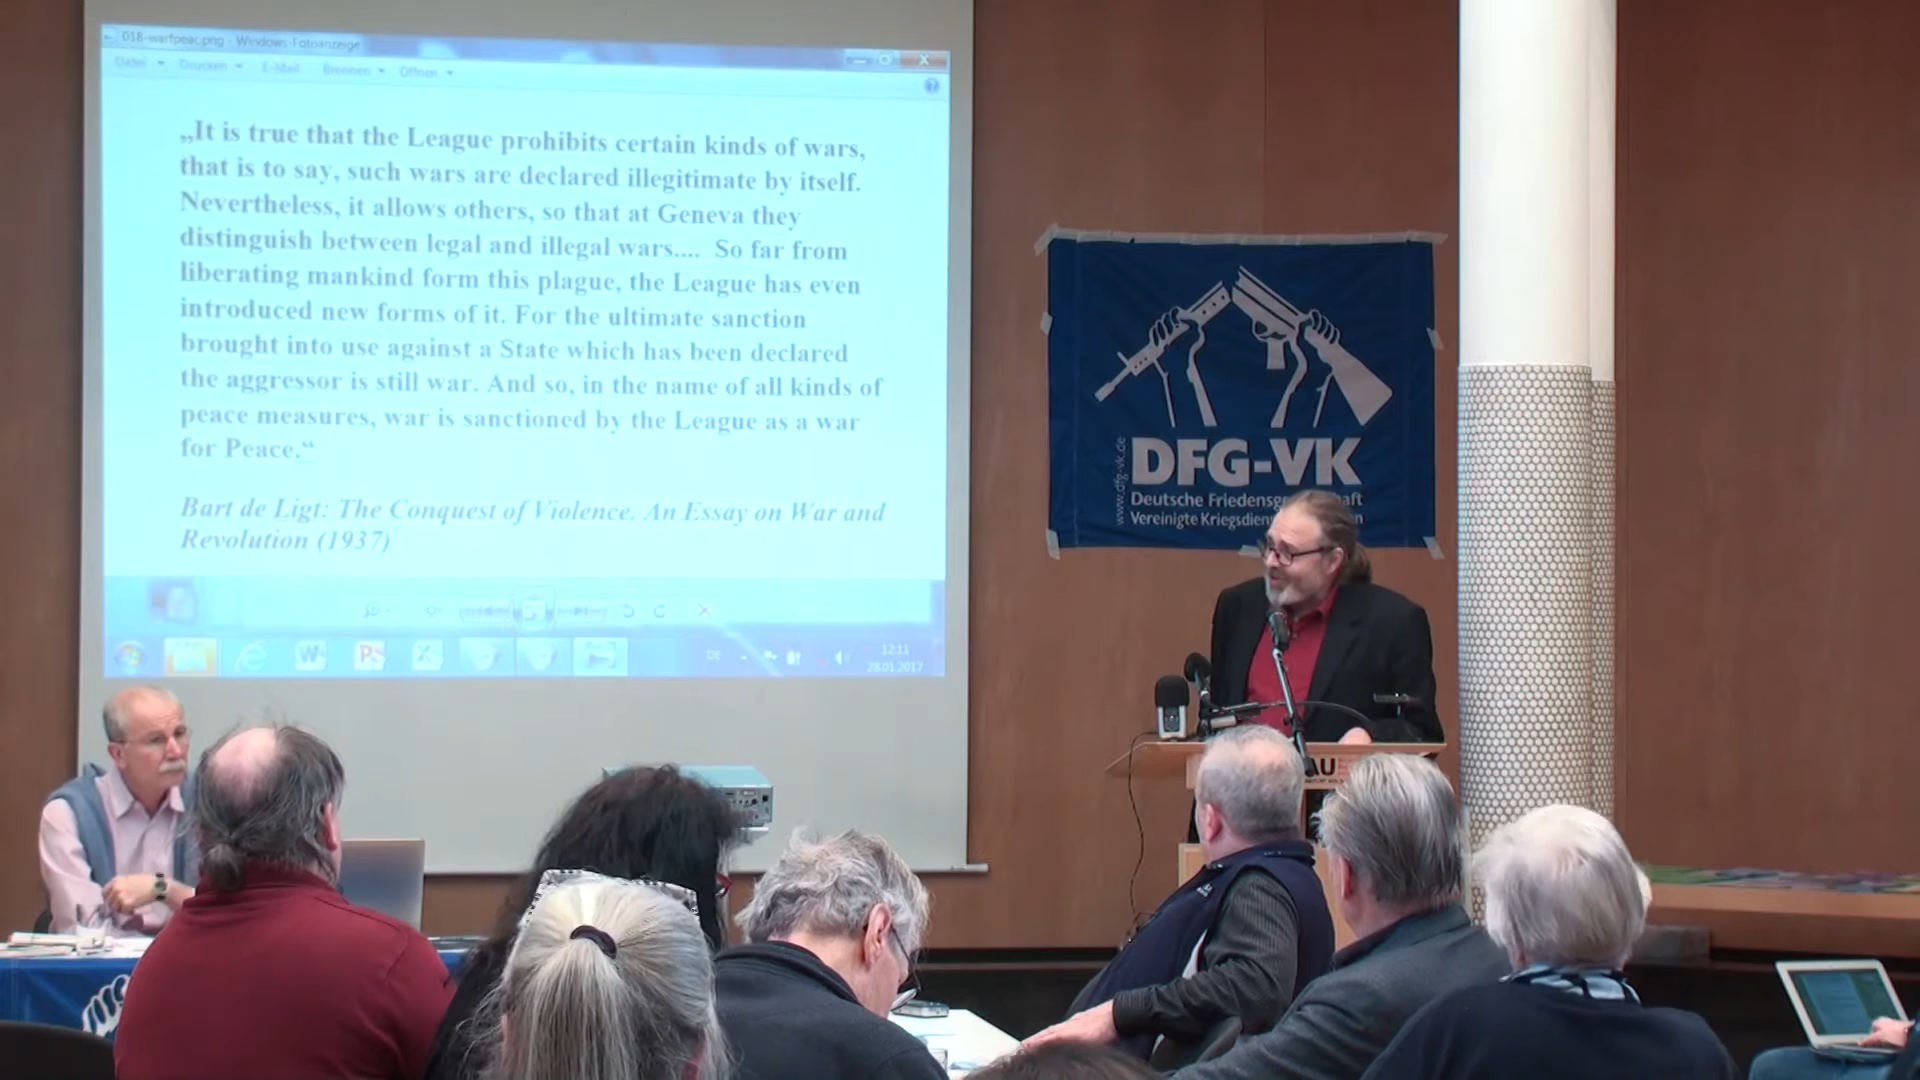 018-warfpeac.png - Windows-Fotoanzeige
Datei Drucken E-Mail Brennen Öffnen
„It is true that the League prohibits certain kinds of wars,
that is to say, such wars are declared illegitimate by itself.
Nevertheless, it allows others, so that at Geneva they
distinguish between legal and illegal wars.... So far from
liberating mankind form this plague, the League has even
introduced new forms of it. For the ultimate sanction
brought into use against a State which has been declared
the aggressor is still war. And so, in the name of all kinds of
peace measures, war is sanctioned by the League as a war
for Peace.“
Bart de Ligt: The Conquest of Violence. An Essay on War and
Revolution (1937)
DE
12:11
28.01.2017
www.dfg-vk.de
DFG-VK
Deutsche
Vereinigte
AU